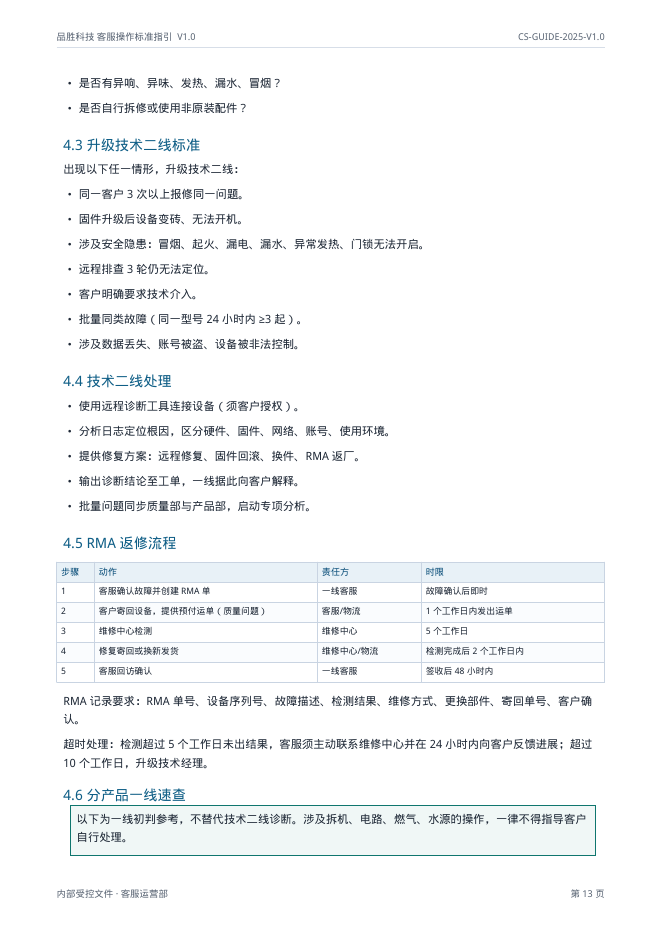 品胜科技 客服操作标准指引 V1.0
CS-GUIDE-2025-V1.0
• 是否有异响、异味、发热、漏水、冒烟？
• 是否自行拆修或使用非原装配件？
4.3 升级技术二线标准
出现以下任一情形，升级技术二线：
• 同一客户 3 次以上报修同一问题。
• 固件升级后设备变砖、无法开机。
• 涉及安全隐患：冒烟、起火、漏电、漏水、异常发热、门锁无法开启。
• 远程排查 3 轮仍无法定位。
• 客户明确要求技术介入。
• 批量同类故障（同一型号 24 小时内 ≥3 起）。
• 涉及数据丢失、账号被盗、设备被非法控制。
4.4 技术二线处理
• 使用远程诊断工具连接设备（须客户授权）。
• 分析日志定位根因，区分硬件、固件、网络、账号、使用环境。
• 提供修复方案：远程修复、固件回滚、换件、RMA 返厂。
• 输出诊断结论至工单，一线据此向客户解释。
• 批量问题同步质量部与产品部，启动专项分析。
4.5 RMA 返修流程
步骤 动作 责任方 时限
1 客服确认故障并创建 RMA 单 一线客服 故障确认后即时
2 客户寄回设备，提供预付运单（质量问题） 客服/物流 1 个工作日内发出运单
3 维修中心检测 维修中心 5 个工作日
4 修复寄回或换新发货 维修中心/物流 检测完成后 2 个工作日内
5 客服回访确认 一线客服 签收后 48 小时内
RMA 记录要求：RMA 单号、设备序列号、故障描述、检测结果、维修方式、更换部件、寄回单号、客户确
认。
超时处理：检测超过 5 个工作日未出结果，客服须主动联系维修中心并在 24 小时内向客户反馈进展；超过
10 个工作日，升级技术经理。
4.6 分产品一线速查
以下为一线初判参考，不替代技术二线诊断。涉及拆机、电路、燃气、水源的操作，一律不得指导客户
自行处理。
内部受控文件 · 客服运营部
第 13 页